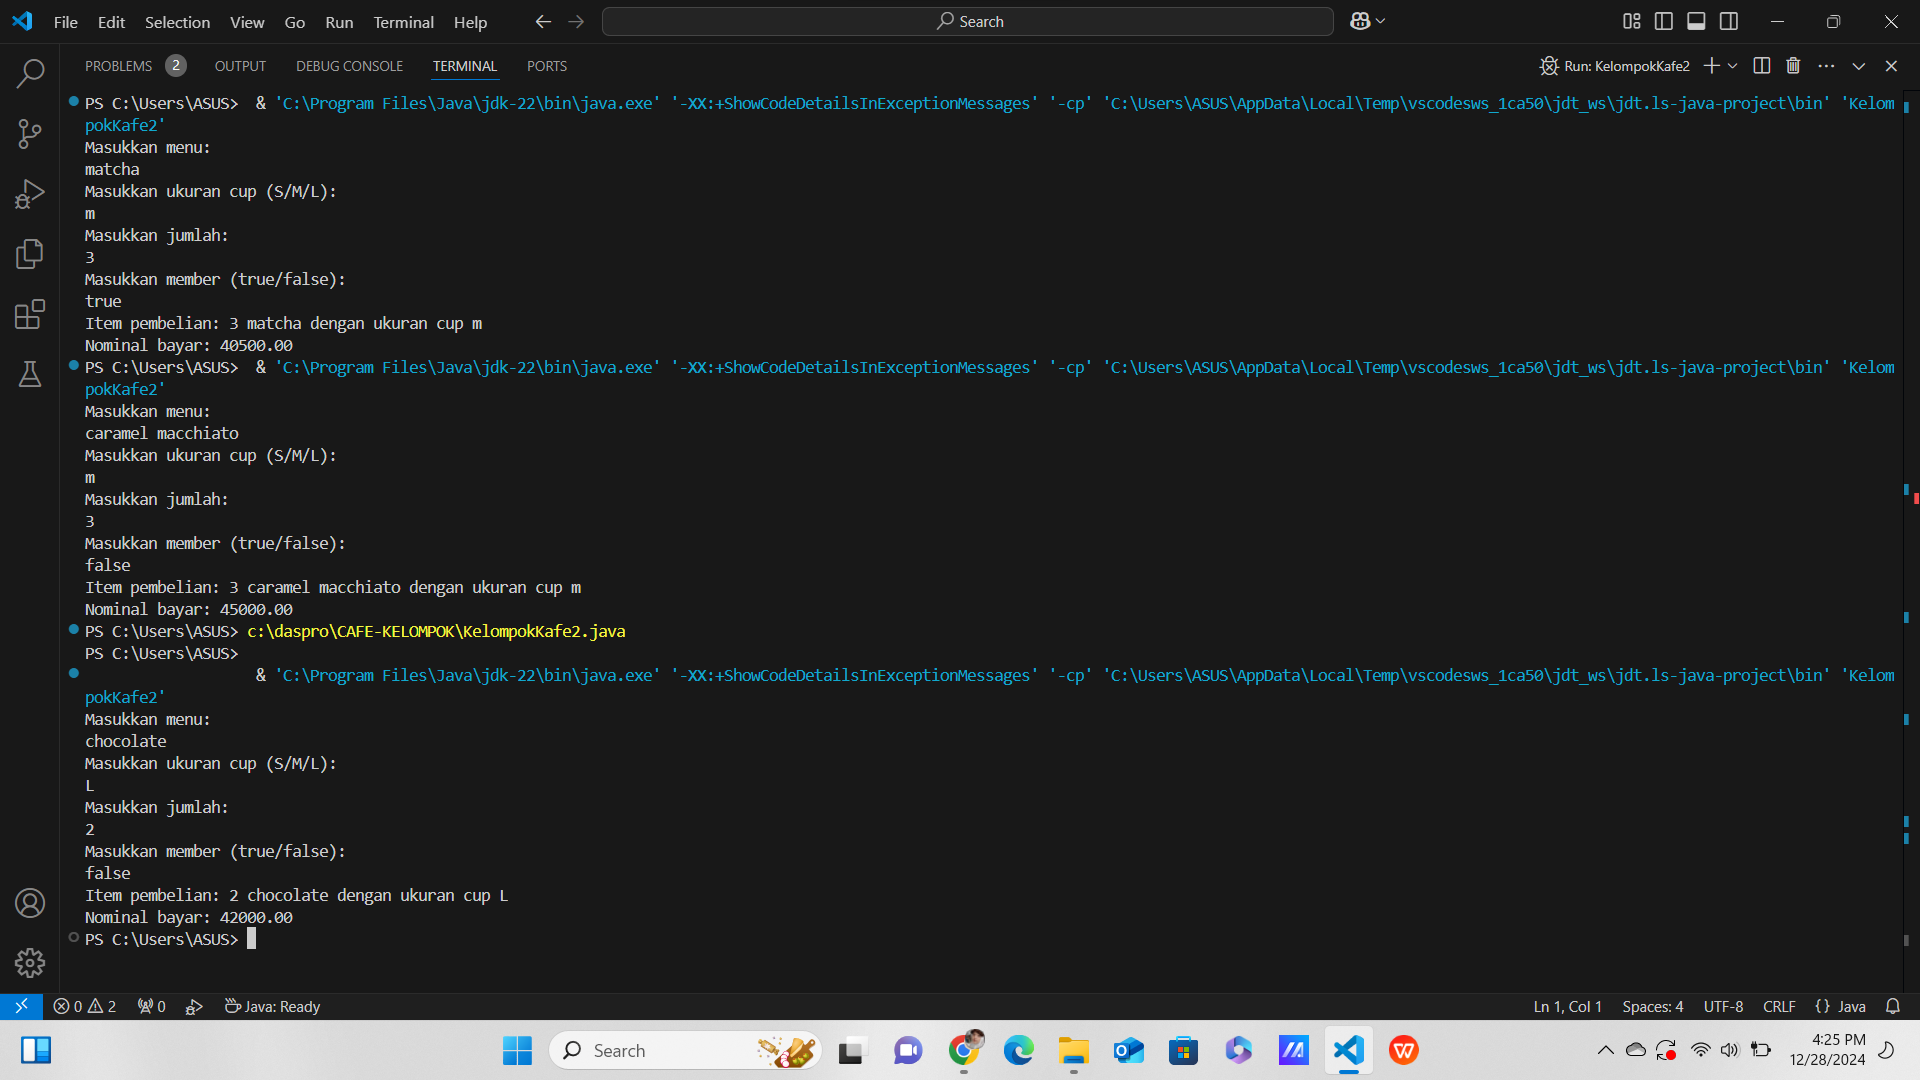 File Edit Selection View Go Run Terminal Help Search
PROBLEMS 2 OUTPUT DEBUG CONSOLE TERMINAL PORTS Run: KelompokKafe2
PS C:\Users\ASUS>  & 'C:\Program Files\Java\jdk-22\bin\java.exe' '-XX:+ShowCodeDetailsInExceptionMessages' '-cp' 'C:\Users\ASUS\AppData\Local\Temp\vscodesws_1ca50\jdt_ws\jdt.ls-java-project\bin' 'Kelom
pokKafe2'
Masukkan menu:
matcha
Masukkan ukuran cup (S/M/L):
m
Masukkan jumlah:
3
Masukkan member (true/false):
true
Item pembelian: 3 matcha dengan ukuran cup m
Nominal bayar: 40500.00
PS C:\Users\ASUS>  & 'C:\Program Files\Java\jdk-22\bin\java.exe' '-XX:+ShowCodeDetailsInExceptionMessages' '-cp' 'C:\Users\ASUS\AppData\Local\Temp\vscodesws_1ca50\jdt_ws\jdt.ls-java-project\bin' 'Kelom
pokKafe2'
Masukkan menu:
caramel macchiato
Masukkan ukuran cup (S/M/L):
m
Masukkan jumlah:
3
Masukkan member (true/false):
false
Item pembelian: 3 caramel macchiato dengan ukuran cup m
Nominal bayar: 45000.00
PS C:\Users\ASUS> c:\daspro\CAFE-KELOMPOK\KelompokKafe2.java
PS C:\Users\ASUS>
& 'C:\Program Files\Java\jdk-22\bin\java.exe' '-XX:+ShowCodeDetailsInExceptionMessages' '-cp' 'C:\Users\ASUS\AppData\Local\Temp\vscodesws_1ca50\jdt_ws\jdt.ls-java-project\bin' 'Kelom
pokKafe2'
Masukkan menu:
chocolate
Masukkan ukuran cup (S/M/L):
L
Masukkan jumlah:
2
Masukkan member (true/false):
false
Item pembelian: 2 chocolate dengan ukuran cup L
Nominal bayar: 42000.00
PS C:\Users\ASUS>
0 2 0 Java: Ready Ln 1, Col 1 Spaces: 4 UTF-8 CRLF {} Java
Search 4:25 PM
12/28/2024